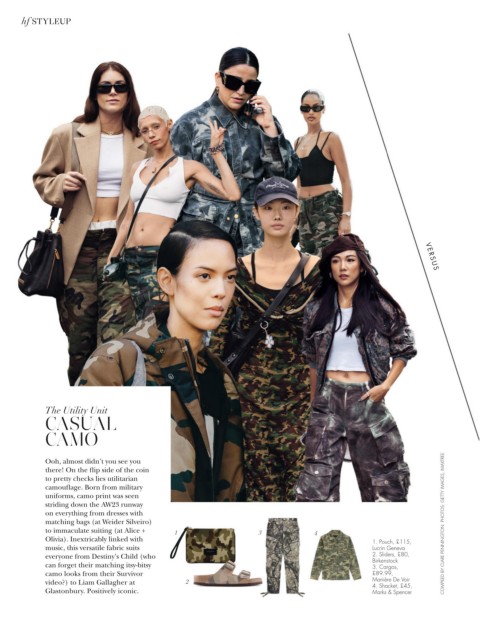 hf STYLEUP
VERSUS
The Utility Unit
CASUAL
CAMO
Ooh, almost didn't you see you
there! On the flip side of the coin
to pretty checks lies utilitarian
camouflage. Born from military
uniforms, camo print was seen
striding down the AW23 runway
on everything from dresses with
matching bags (at Weider Silveiro)
to immaculate suiting (at Alice +
Olivia). Inextricably linked with
music, this versatile fabric suits
everyone from Destiny's Child (who
can forget their matching itsy-bitsy
camo looks from their Survivor
video?) to Liam Gallagher at
Glastonbury. Positively iconic.
1
2
3
4
1. Pouch, £115,
Lucrin Geneva
2. Sliders, £80,
Birkenstock
3. Cargos,
£89.99,
Mamère De Voir
4. Shacket, £45,
Marks & Spencer
COMPILED BY CLARE PENNINGTON. PHOTOS: GETTY IMAGES, MANTRIS